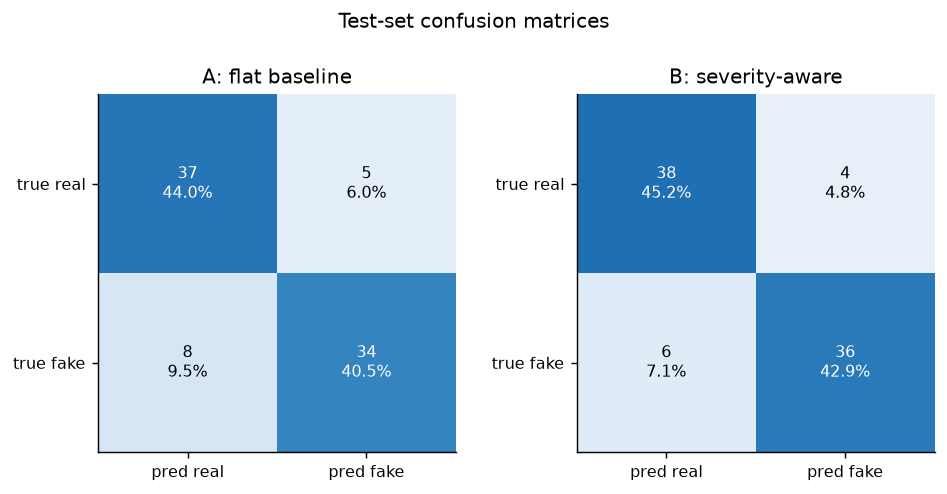 Test-set confusion matrices
A: flat baseline
true real
37
44.0%
5
6.0%
true fake
8
9.5%
34
40.5%
pred real
pred fake
B: severity-aware
true real
38
45.2%
4
4.8%
true fake
6
7.1%
36
42.9%
pred real
pred fake